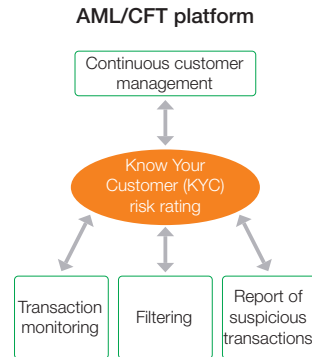 AML/CFT platform
Continuous customer
management
Know Your
Customer (KYC)
risk rating
Transaction
monitoring
Filtering
Report of
suspicious
transactions